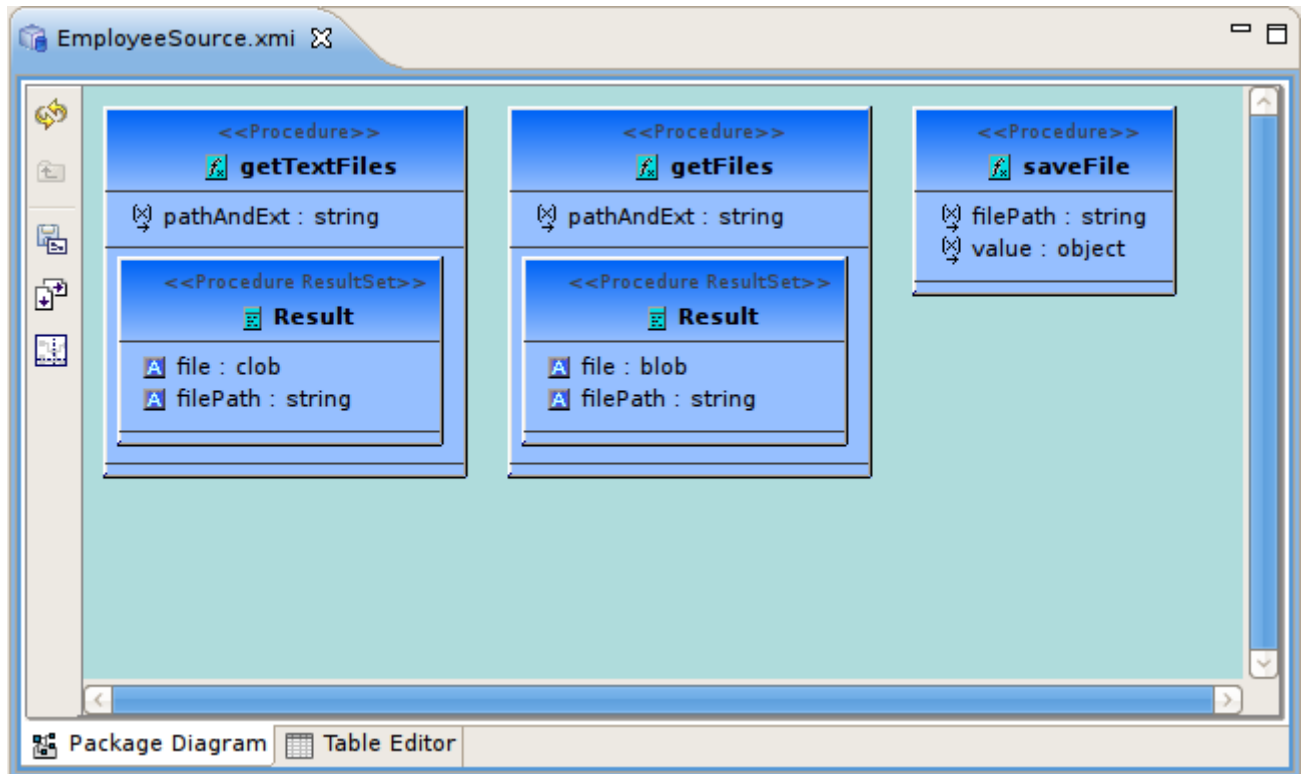 EmployeeSource.xmi
<<Procedure>>
getTextFiles
pathAndExt : string
<<Procedure ResultSet>>
Result
file : clob
filePath : string
<<Procedure>>
getFiles
pathAndExt : string
<<Procedure ResultSet>>
Result
file : blob
filePath : string
<<Procedure>>
saveFile
filePath : string
value : object
Package Diagram
Table Editor